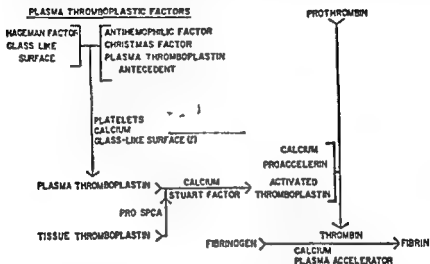 PLASMA THROMBOPLASTIC FACTORS
HAGEMAN FACTOR
GLASS LIKE
SURFACE
ANTIHEMOPHILIC FACTOR
CHRISTMAS FACTOR
PLASMA THROMBOPLASTIN
ANTECEDENT
PLATELETS
CALCIUM
GLASS-LIKE SURFACE (?)
PLASMA THROMBOPLASTIN
CALCIUM
STUART FACTOR
PRO SPCA
TISSUE THROMBOPLASTIN
PROTHROMBIN
CALCIUM
PROACCELERIN
ACTIVATED
THROMBOPLASTIN
THROMBIN
FIBRINOGEN
FIBRIN
CALCIUM
PLASMA ACCELERATOR